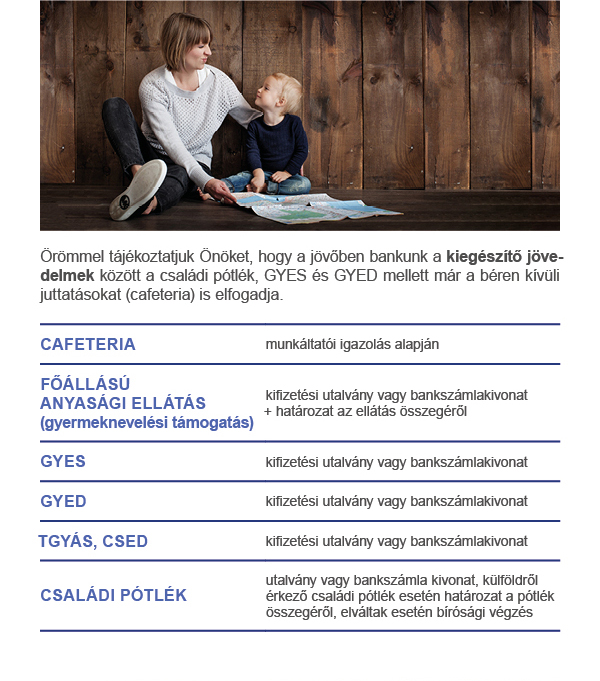 Örömmel tájékoztatjuk Önöket, hogy a jövőben bankunk a kiegészítő jöve-
delmek között a családi pótlék, GYES és GYED mellett már a béren kívüli
juttatásokat (cafeteria) is elfogadja.
CAFETERIA munkáltatói igazolás alapján
FŐÁLLÁSÚ
ANYASÁGI ELLÁTÁS
(gyermeknevelési támogatás)
kifizetési utalvány vagy bankszámlakivonat
+ határozat az ellátás összegéről
GYES kifizetési utalvány vagy bankszámlakivonat
GYED kifizetési utalvány vagy bankszámlakivonat
TGYÁS, CSED kifizetési utalvány vagy bankszámlakivonat
CSALÁDI PÓTLÉK
utalvány vagy bankszámla kivonat, külföldről
érkező családi pótlék esetén határozat a pótlék
összegéről, elváltak esetén bírósági végzés